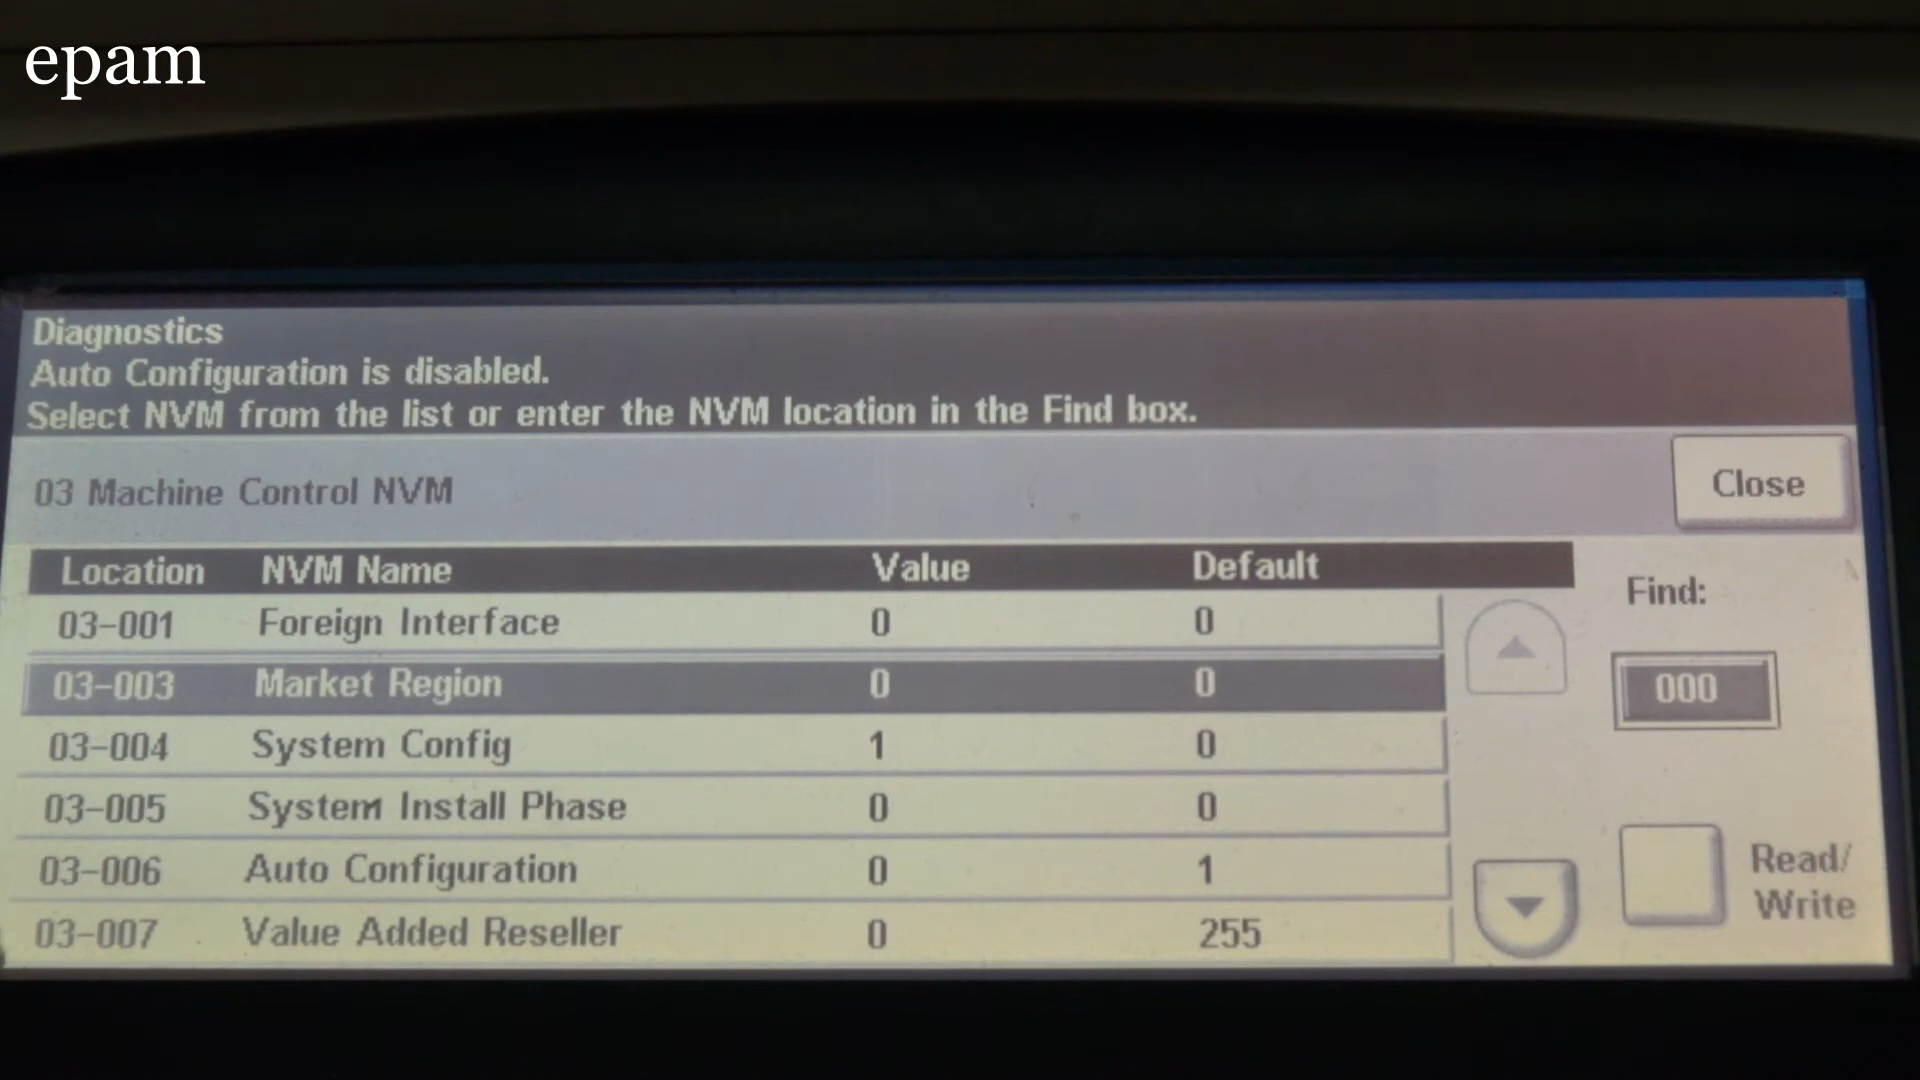 epam
Diagnostics
Auto Configuration is disabled.
Select NVM from the list or enter the NVM location in the Find box.
03 Machine Control NVM
Close
Location NVM Name Value Default
Find:
03-001 Foreign Interface 0 0
03-003 Market Region 0 0
000
03-004 System Config 1 0
03-005 System Install Phase 0 0
03-006 Auto Configuration 0 1
Read/
Write
03-007 Value Added Reseller 0 255